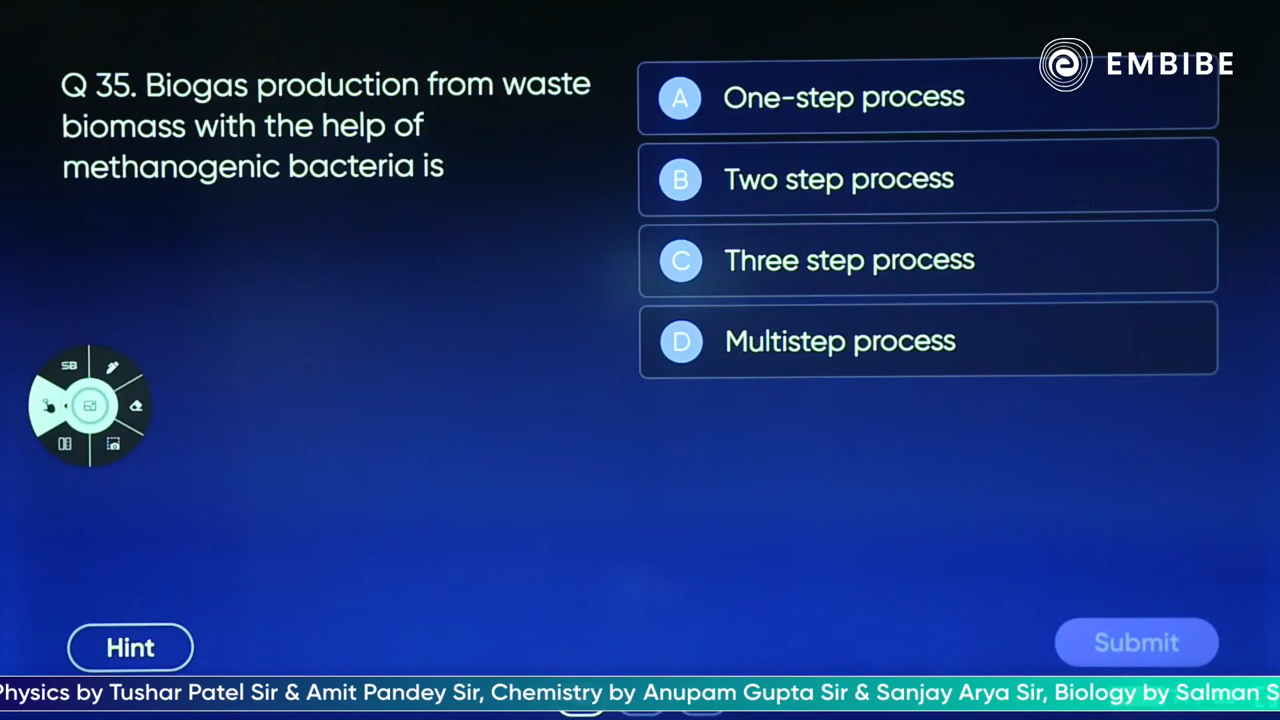 EMBIBE
Q 35. Biogas production from waste
biomass with the help of
methanogenic bacteria is
A One-step process
B Two step process
C Three step process
D Multistep process
SB
Hint
Submit
Physics by Tushar Patel Sir & Amit Pandey Sir, Chemistry by Anupam Gupta Sir & Sanjay Arya Sir, Biology by Salman S